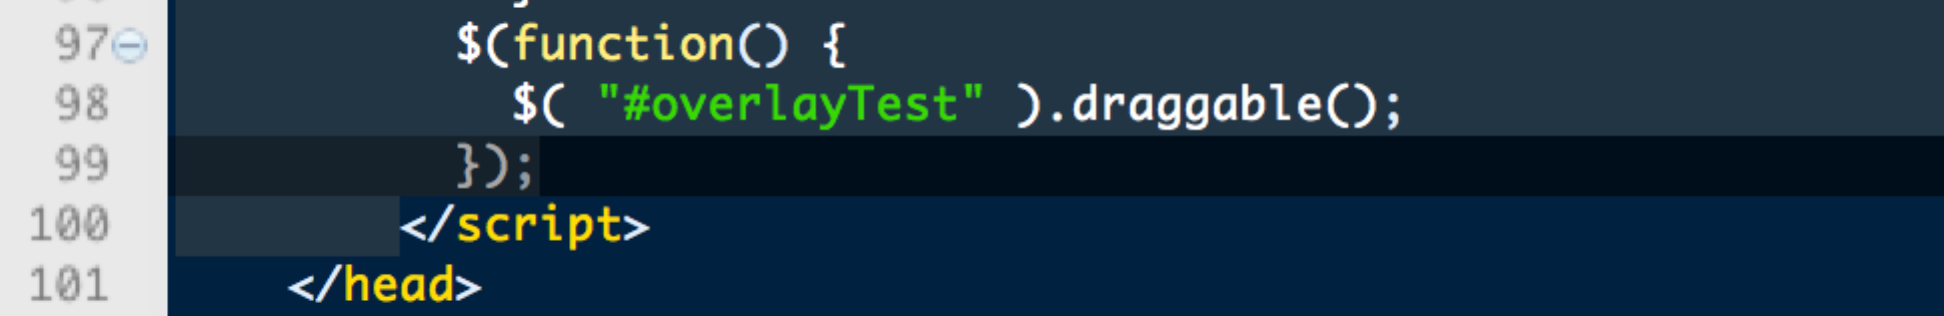 }
97 $(function() {
98 $( "#overlayTest" ).draggable();
99 });
100 </script>
101 </head>